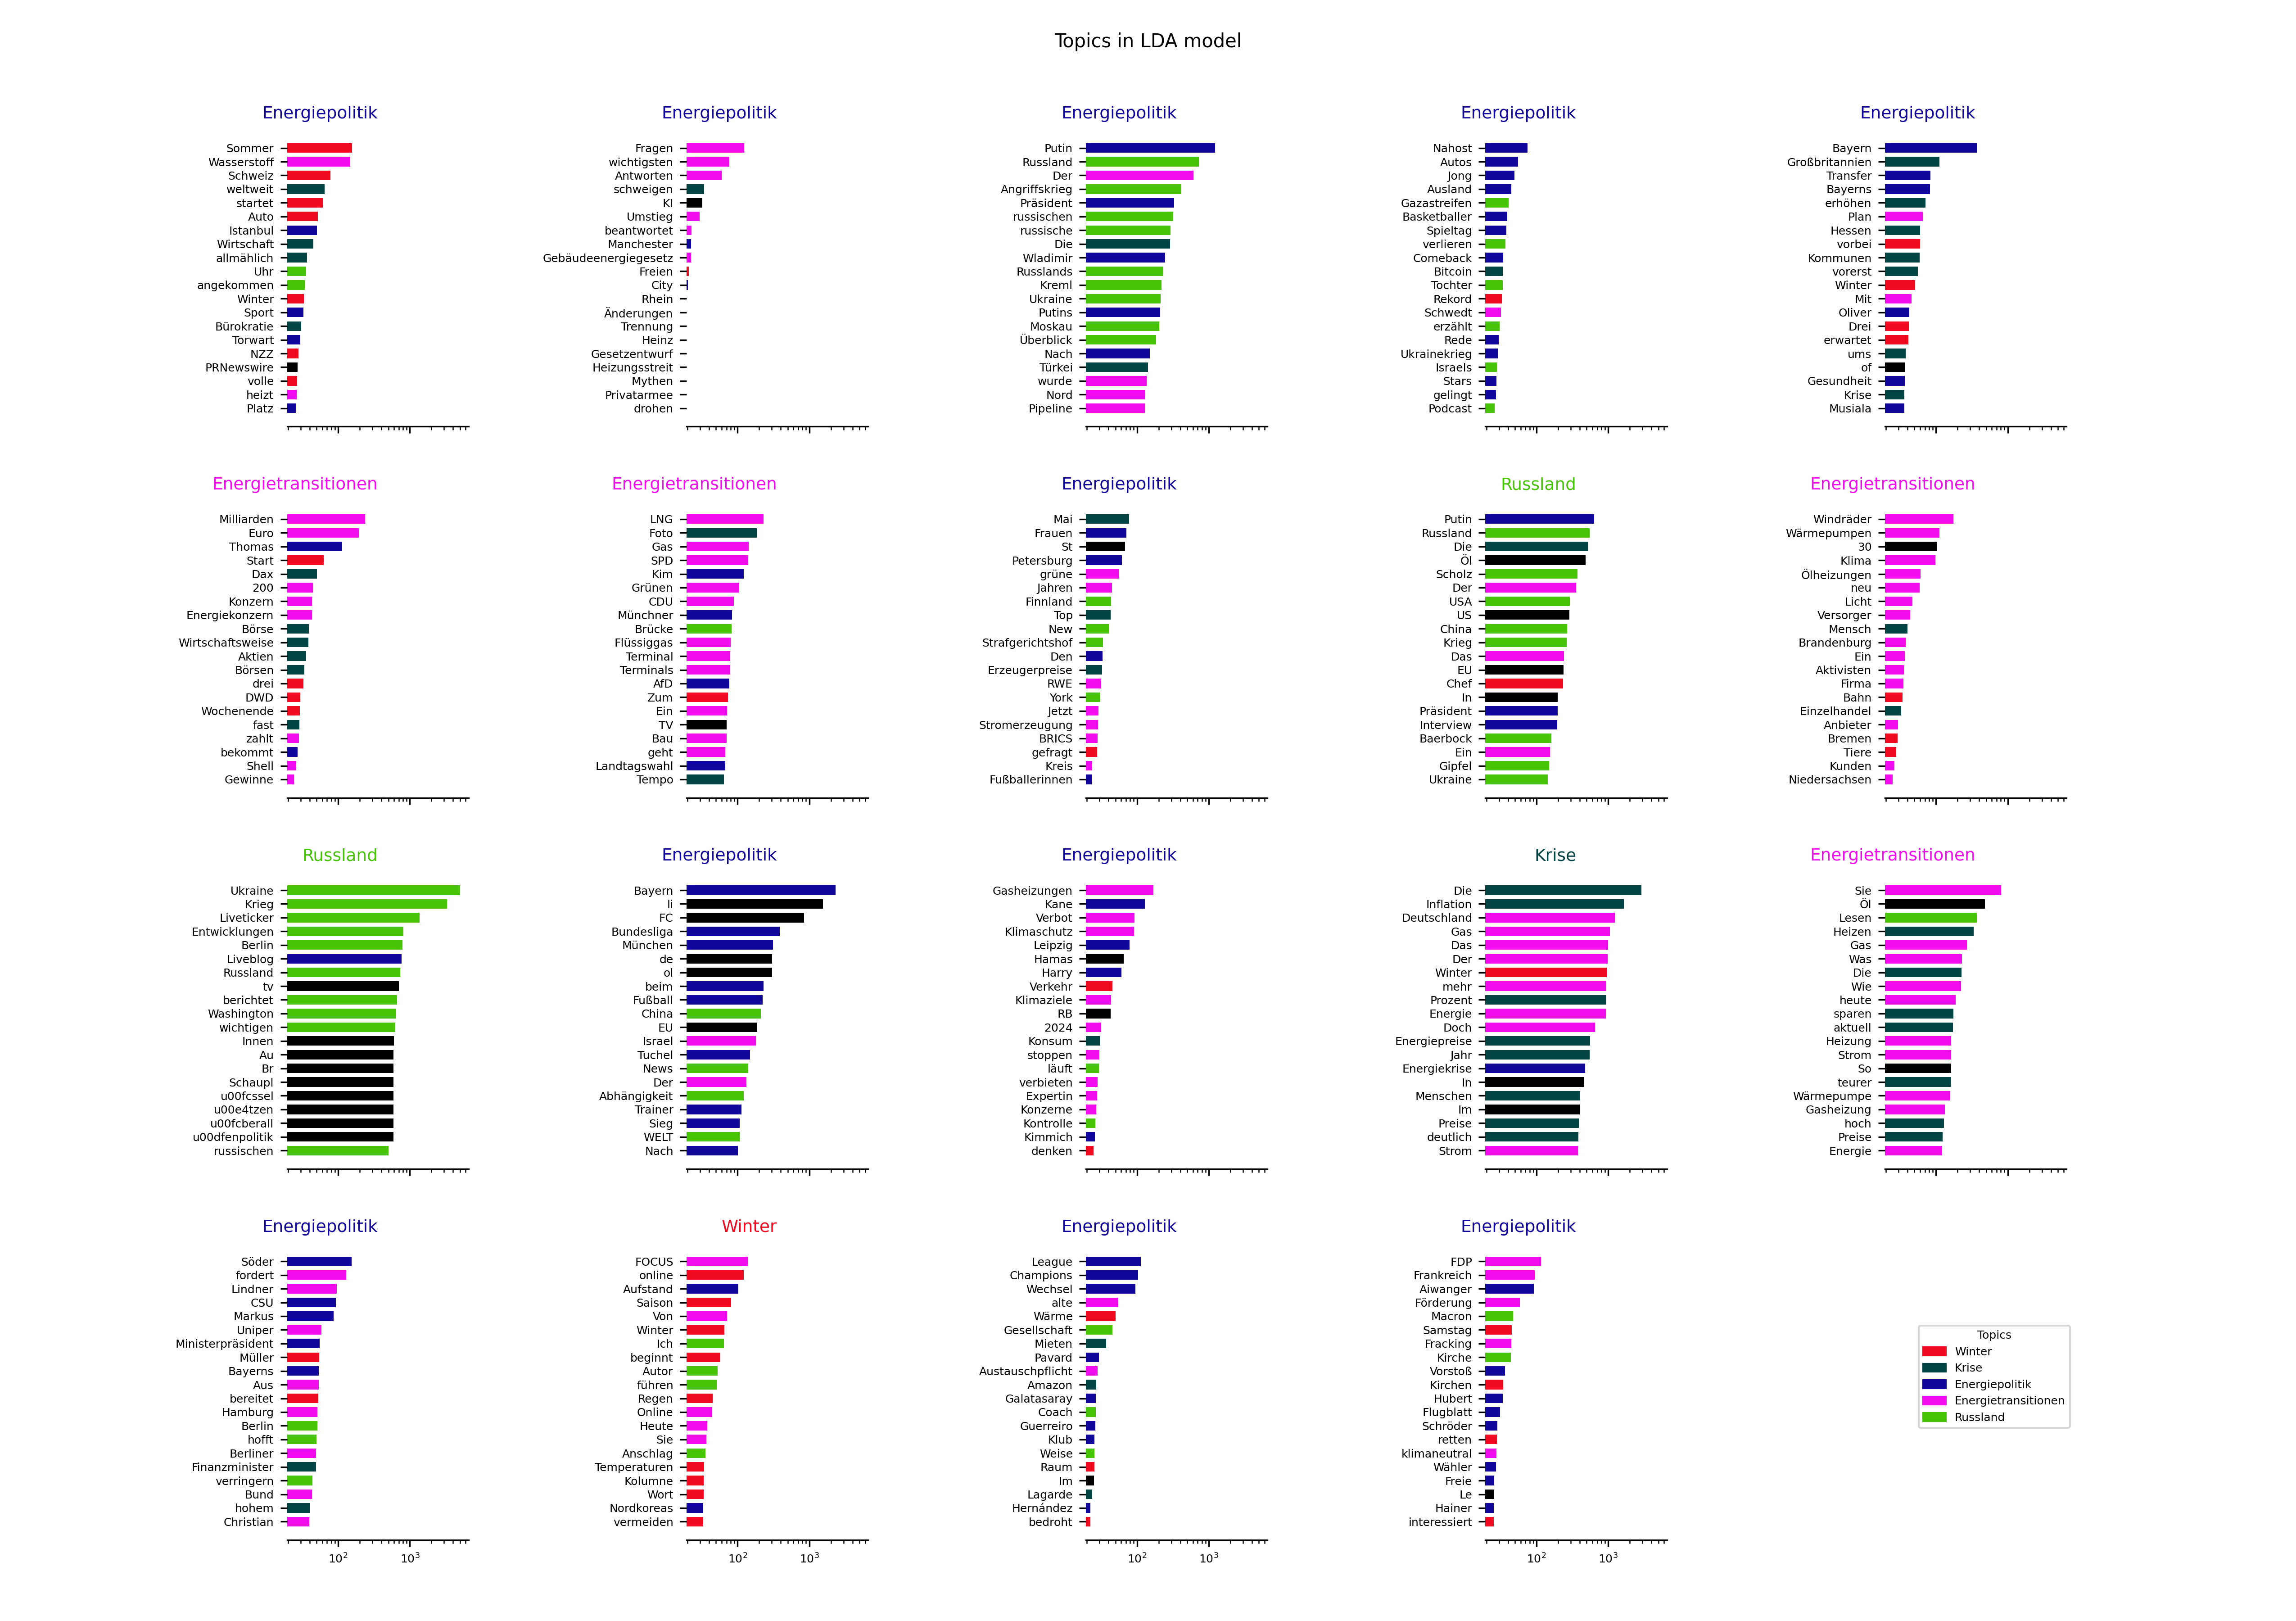 Topics in LDA model
Energiepolitik
Sommer
Wasserstoff
Schweiz
weltweit
startet
Auto
Istanbul
Wirtschaft
allmählich
Uhr
angekommen
Winter
Sport
Bürokratie
Torwart
NZZ
PRNewswire
volle
heizt
Platz
Energiepolitik
Fragen
wichtigsten
Antworten
schweigen
KI
Umstieg
beantwortet
Manchester
Gebäudeenergiegesetz
Freien
City
Rhein
Änderungen
Trennung
Heinz
Gesetzentwurf
Heizungsstreit
Mythen
Privatarmee
drohen
Energiepolitik
Putin
Russland
Der
Angriffskrieg
Präsident
russischen
russische
Die
Wladimir
Russlands
Kreml
Ukraine
Putins
Moskau
Überblick
Nach
Türkei
wurde
Nord
Pipeline
Energiepolitik
Nahost
Autos
Jong
Ausland
Gazastreifen
Basketballer
Spieltag
verlieren
Comeback
Bitcoin
Tochter
Rekord
Schwedt
erzählt
Rede
Ukrainekrieg
Israels
Stars
gelingt
Podcast
Energiepolitik
Bayern
Großbritannien
Transfer
Bayerns
erhöhen
Plan
Hessen
vorbei
Kommunen
vorerst
Winter
Mit
Oliver
Drei
erwartet
ums
of
Gesundheit
Krise
Musiala
Energietransitionen
Milliarden
Euro
Thomas
Start
Dax
200
Konzern
Energiekonzern
Börse
Wirtschaftsweise
Aktien
Börsen
drei
DWD
Wochenende
fast
zahlt
bekommt
Shell
Gewinne
Energietransitionen
LNG
Foto
Gas
SPD
Kim
Grünen
CDU
Münchner
Brücke
Flüssiggas
Terminal
Terminals
AfD
Zum
Ein
TV
Bau
geht
Landtagswahl
Tempo
Energiepolitik
Mai
Frauen
St
Petersburg
grüne
Jahren
Finnland
Top
New
Strafgerichtshof
Den
Erzeugerpreise
RWE
York
Jetzt
Stromerzeugung
BRICS
gefragt
Kreis
Fußballerinnen
Russland
Putin
Russland
Die
Öl
Scholz
Der
USA
US
China
Krieg
Das
EU
Chef
In
Präsident
Interview
Baerbock
Ein
Gipfel
Ukraine
Energietransitionen
Windräder
Wärmepumpen
30
Klima
Ölheizungen
neu
Licht
Versorger
Mensch
Brandenburg
Ein
Aktivisten
Firma
Bahn
Einzelhandel
Anbieter
Bremen
Tiere
Kunden
Niedersachsen
Russland
Ukraine
Krieg
Liveticker
Entwicklungen
Berlin
Liveblog
Russland
tv
berichtet
Washington
wichtigen
Innen
Au
Br
Schaupl
u00fcssel
u00e4tzen
u00fcberall
u00dfenpolitik
russischen
Energiepolitik
Bayern
li
FC
Bundesliga
München
de
ol
beim
Fußball
China
EU
Israel
Tuchel
News
Der
Abhängigkeit
Trainer
Sieg
WELT
Nach
Energiepolitik
Gasheizungen
Kane
Verbot
Klimaschutz
Leipzig
Hamas
Harry
Verkehr
Klimaziele
RB
2024
Konsum
stoppen
läuft
verbieten
Expertin
Konzerne
Kontrolle
Kimmich
denken
Krise
Die
Inflation
Deutschland
Gas
Das
Der
Winter
mehr
Prozent
Energie
Doch
Energiepreise
Jahr
Energiekrise
In
Menschen
Im
Preise
deutlich
Strom
Energietransitionen
Sie
Öl
Lesen
Heizen
Gas
Was
Die
Wie
heute
sparen
aktuell
Heizung
Strom
So
teurer
Wärmepumpe
Gasheizung
hoch
Preise
Energie
Energiepolitik
Söder
fordert
Lindner
CSU
Markus
Uniper
Ministerpräsident
Müller
Bayerns
Aus
bereitet
Hamburg
Berlin
hofft
Berliner
Finanzminister
verringern
Bund
hohem
Christian
10²
10³
Winter
FOCUS
online
Aufstand
Saison
Von
Winter
Ich
beginnt
Autor
führen
Regen
Online
Heute
Sie
Anschlag
Temperaturen
Kolumne
Wort
Nordkoreas
vermeiden
10²
10³
Energiepolitik
League
Champions
Wechsel
alte
Wärme
Gesellschaft
Mieten
Pavard
Austauschpflicht
Amazon
Galatasaray
Coach
Guerreiro
Klub
Weise
Raum
Im
Lagarde
Hernández
bedroht
10²
10³
Energiepolitik
FDP
Frankreich
Aiwanger
Förderung
Macron
Samstag
Fracking
Kirche
Vorstoß
Kirchen
Hubert
Flugblatt
Schröder
retten
klimaneutral
Wähler
Freie
Le
Hainer
interessiert
10²
10³
Topics
Winter
Krise
Energiepolitik
Energietransitionen
Russland